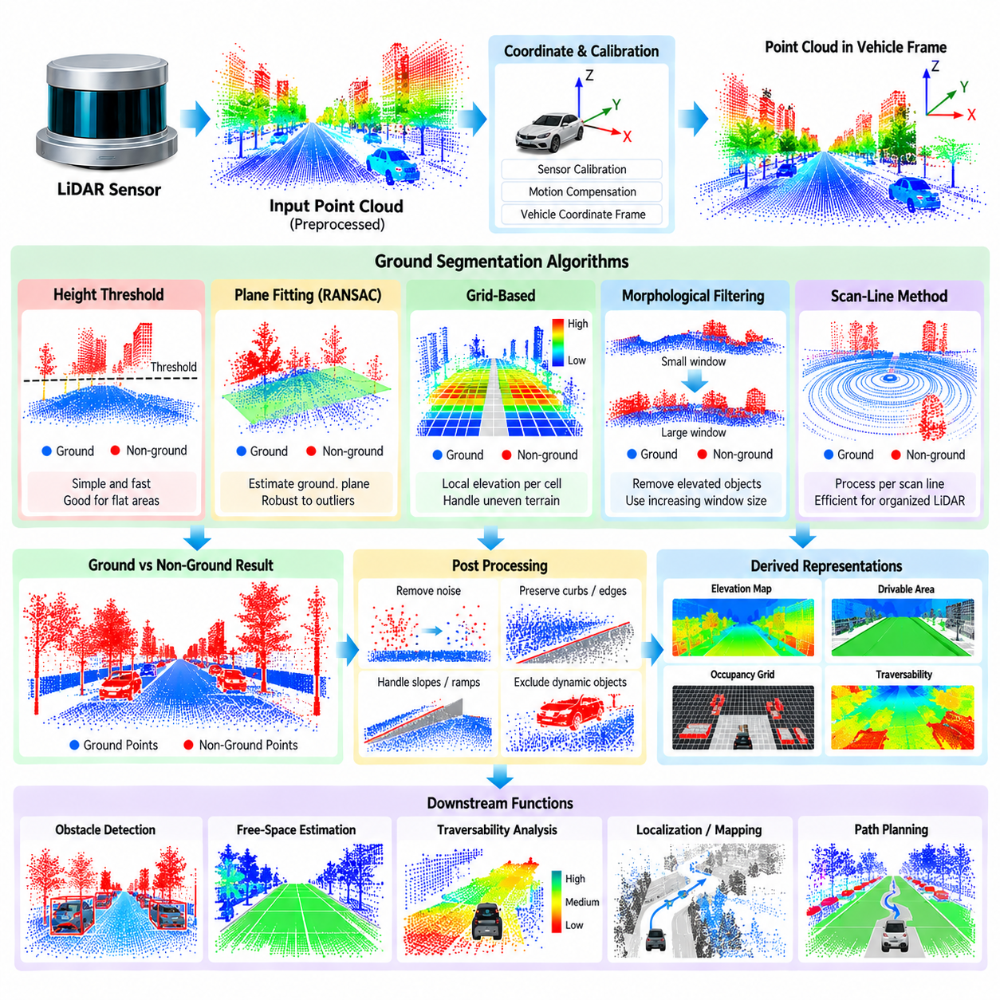 LiDAR Sensor
Input Point Cloud
(Preprocessed)
Coordinate & Calibration
Z
Y
X
Sensor Calibration
Motion Compensation
Vehicle Coordinate Frame
Point Cloud in Vehicle Frame
Z
Y
X
Ground Segmentation Algorithms
Height Threshold
Threshold
Ground
Non-ground
Simple and fast
Good for flat areas
Plane Fitting (RANSAC)
Ground
Non-ground
Estimate ground. plane
Robust to outliers
Grid-Based
High
Low
Ground
Non-ground
Local elevation per cell
Handle uneven terrain
Morphological Filtering
Small window
Large window
Ground
Non-ground
Remove elevated objects
Use increasing window size
Scan-Line Method
Ground
Non-ground
Process per scan line
Efficient for organized LiDAR
Ground vs Non-Ground Result
Ground Points
Non-Ground Points
Post Processing
Remove noise
Preserve curbs / edges
Handle slopes / ramps
Exclude dynamic objects
Derived Representations
Elevation Map
Drivable Area
Occupancy Grid
Traversability
Downstream Functions
Obstacle Detection
Free-Space Estimation
Traversability Analysis
High
Medium
Low
Localization / Mapping
Path Planning